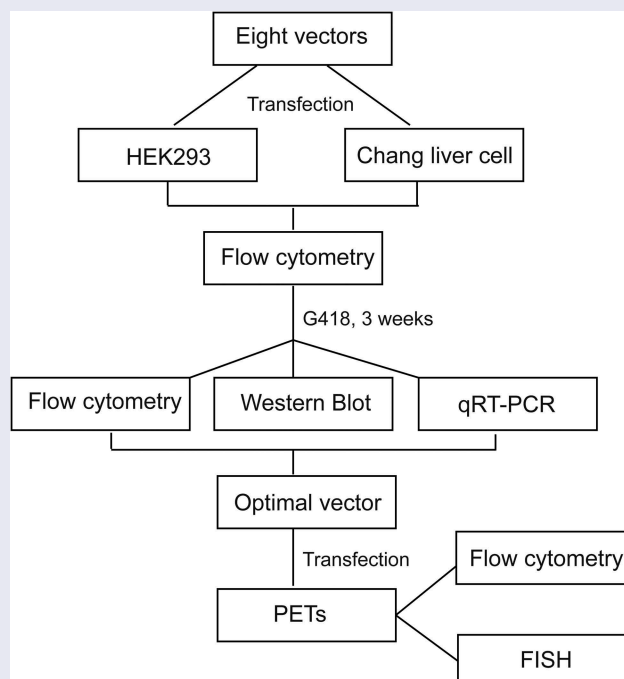 Eight vectors
Transfection
HEK293
Chang liver cell
Flow cytometry
G418, 3 weeks
Flow cytometry
Western Blot
qRT-PCR
Optimal vector
Transfection
Flow cytometry
PETs
FISH